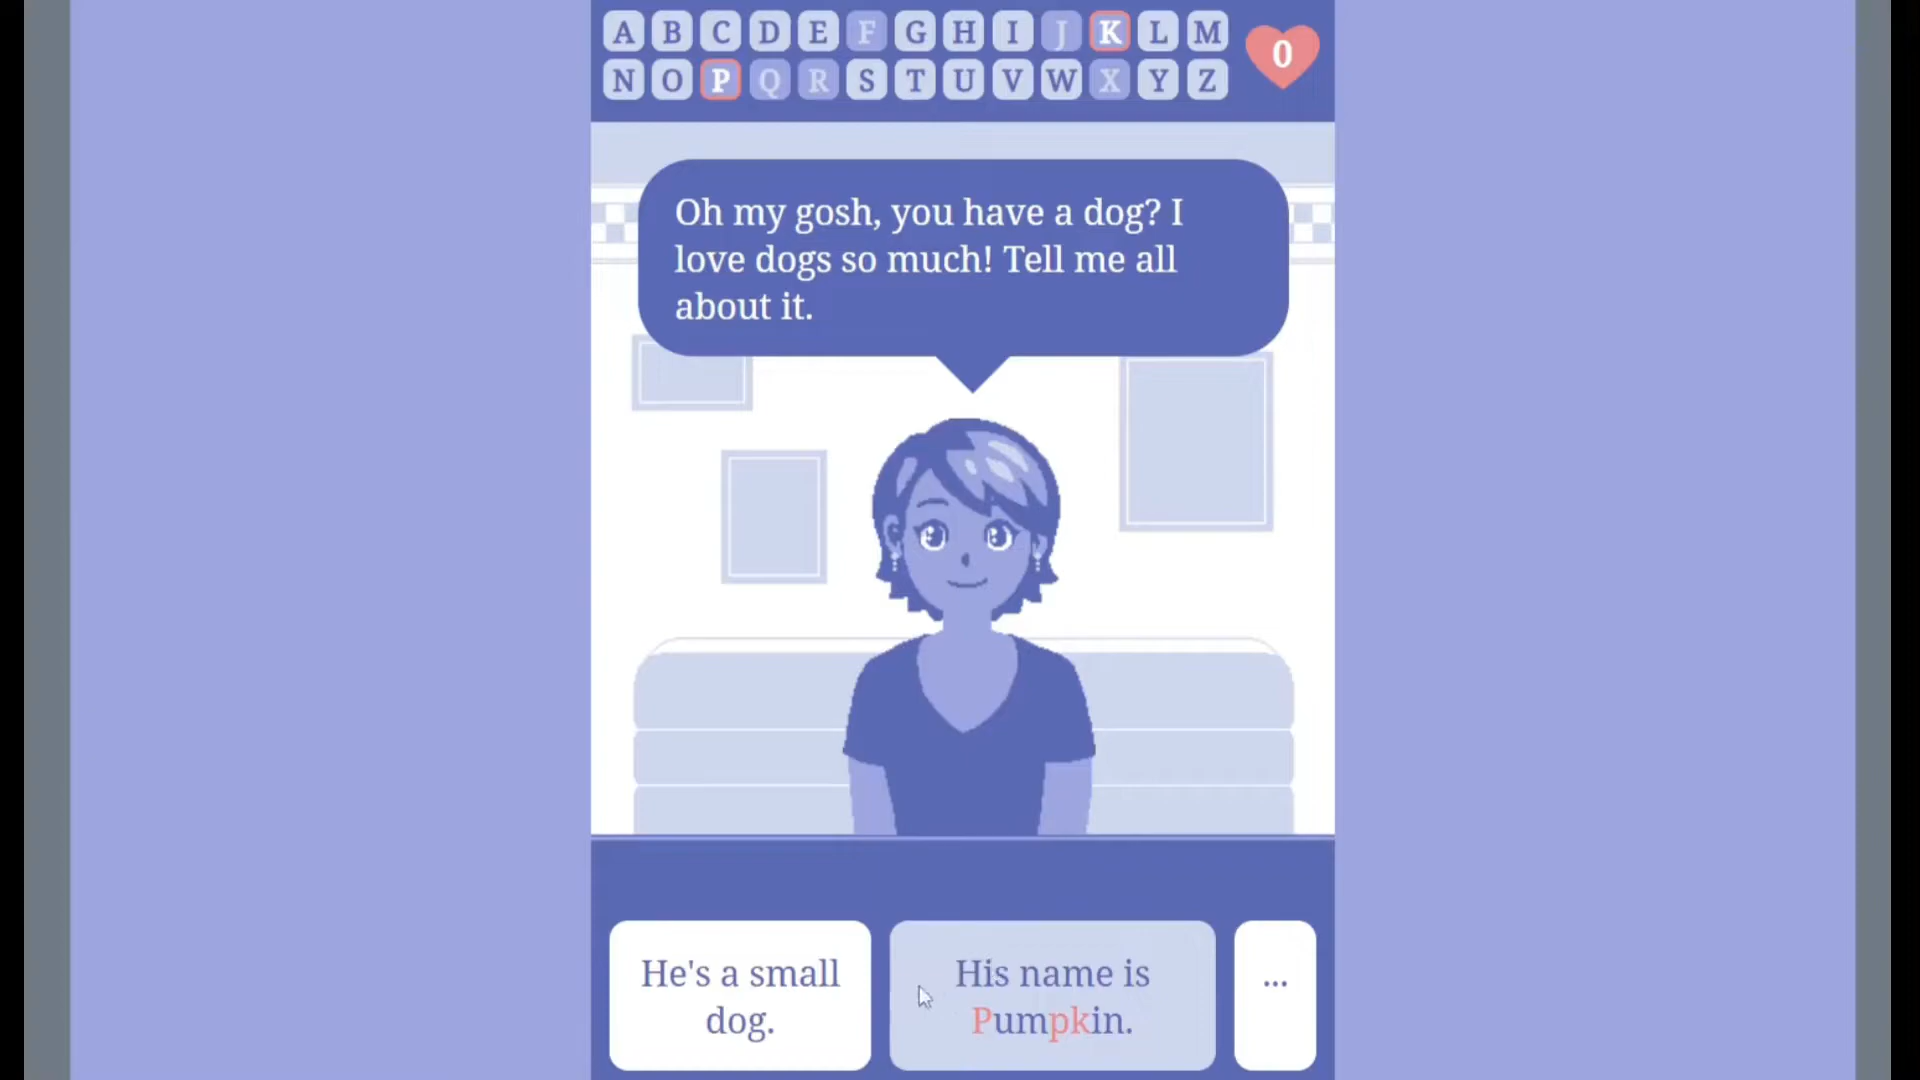 A B C D E F G H I J K L M
N O P Q R S T U V W X Y Z
0
Oh my gosh, you have a dog? I
love dogs so much! Tell me all
about it.
He's a small
dog.
His name is
Pumpkin.
...